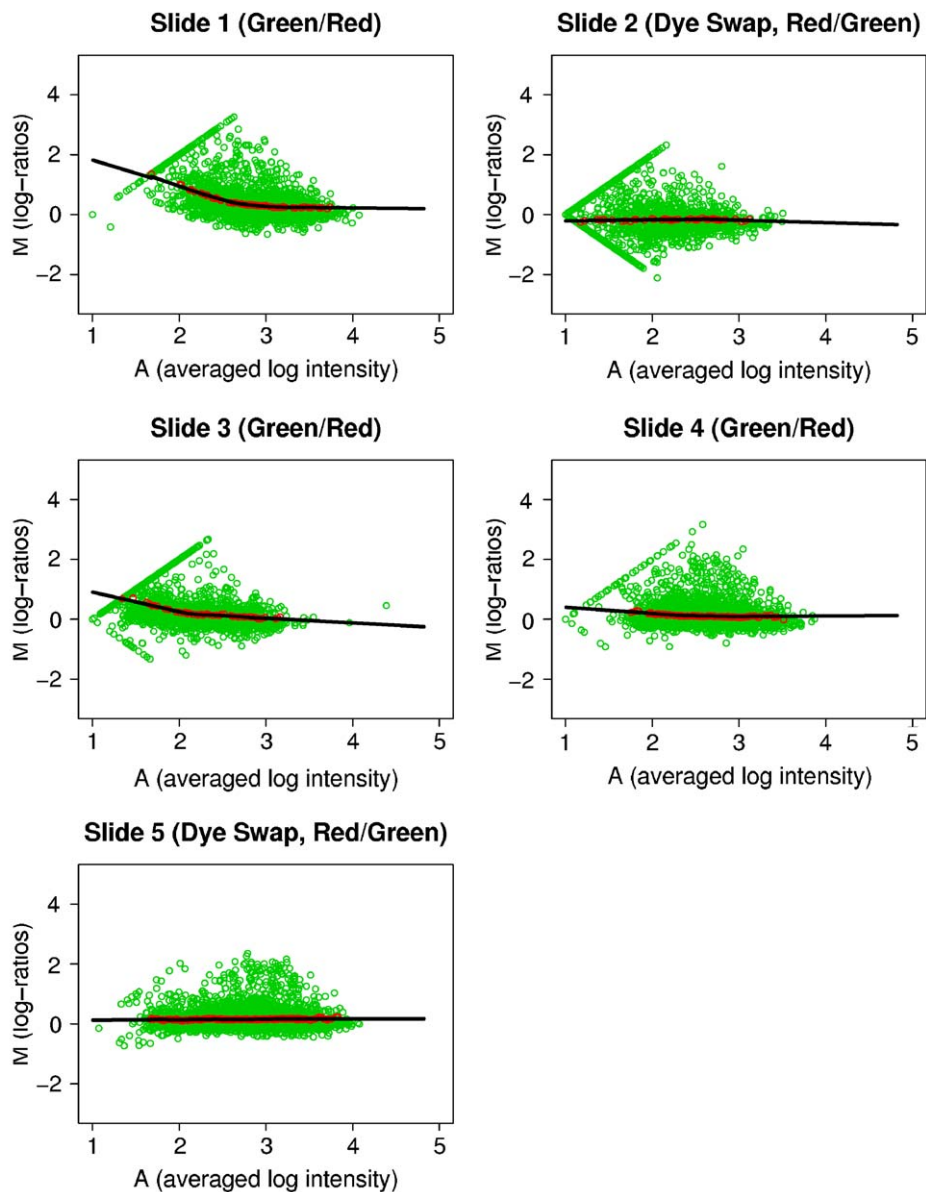 Slide 1 (Green/Red)
Slide 2 (Dye Swap, Red/Green)
M (log−ratios)
4
2
0
−2
1 2 3 4 5
A (averaged log intensity)
M (log−ratios)
4
2
0
−2
1 2 3 4 5
A (averaged log intensity)
Slide 3 (Green/Red)
Slide 4 (Green/Red)
M (log−ratios)
4
2
0
−2
1 2 3 4 5
A (averaged log intensity)
M (log−ratios)
4
2
0
−2
1 2 3 4 5
A (averaged log intensity)
Slide 5 (Dye Swap, Red/Green)
M (log−ratios)
4
2
0
−2
1 2 3 4 5
A (averaged log intensity)